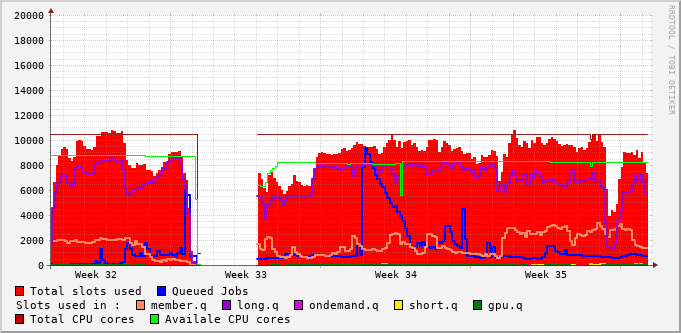 20000
18000
16000
14000
12000
10000
8000
6000
4000
2000
0
Week 32 Week 33 Week 34 Week 35
RRDTOOL / TOBI OETIKER
Total slots used Queued Jobs
Slots used in : member.q long.q ondemand.q short.q gpu.q
Total CPU cores Availale CPU cores